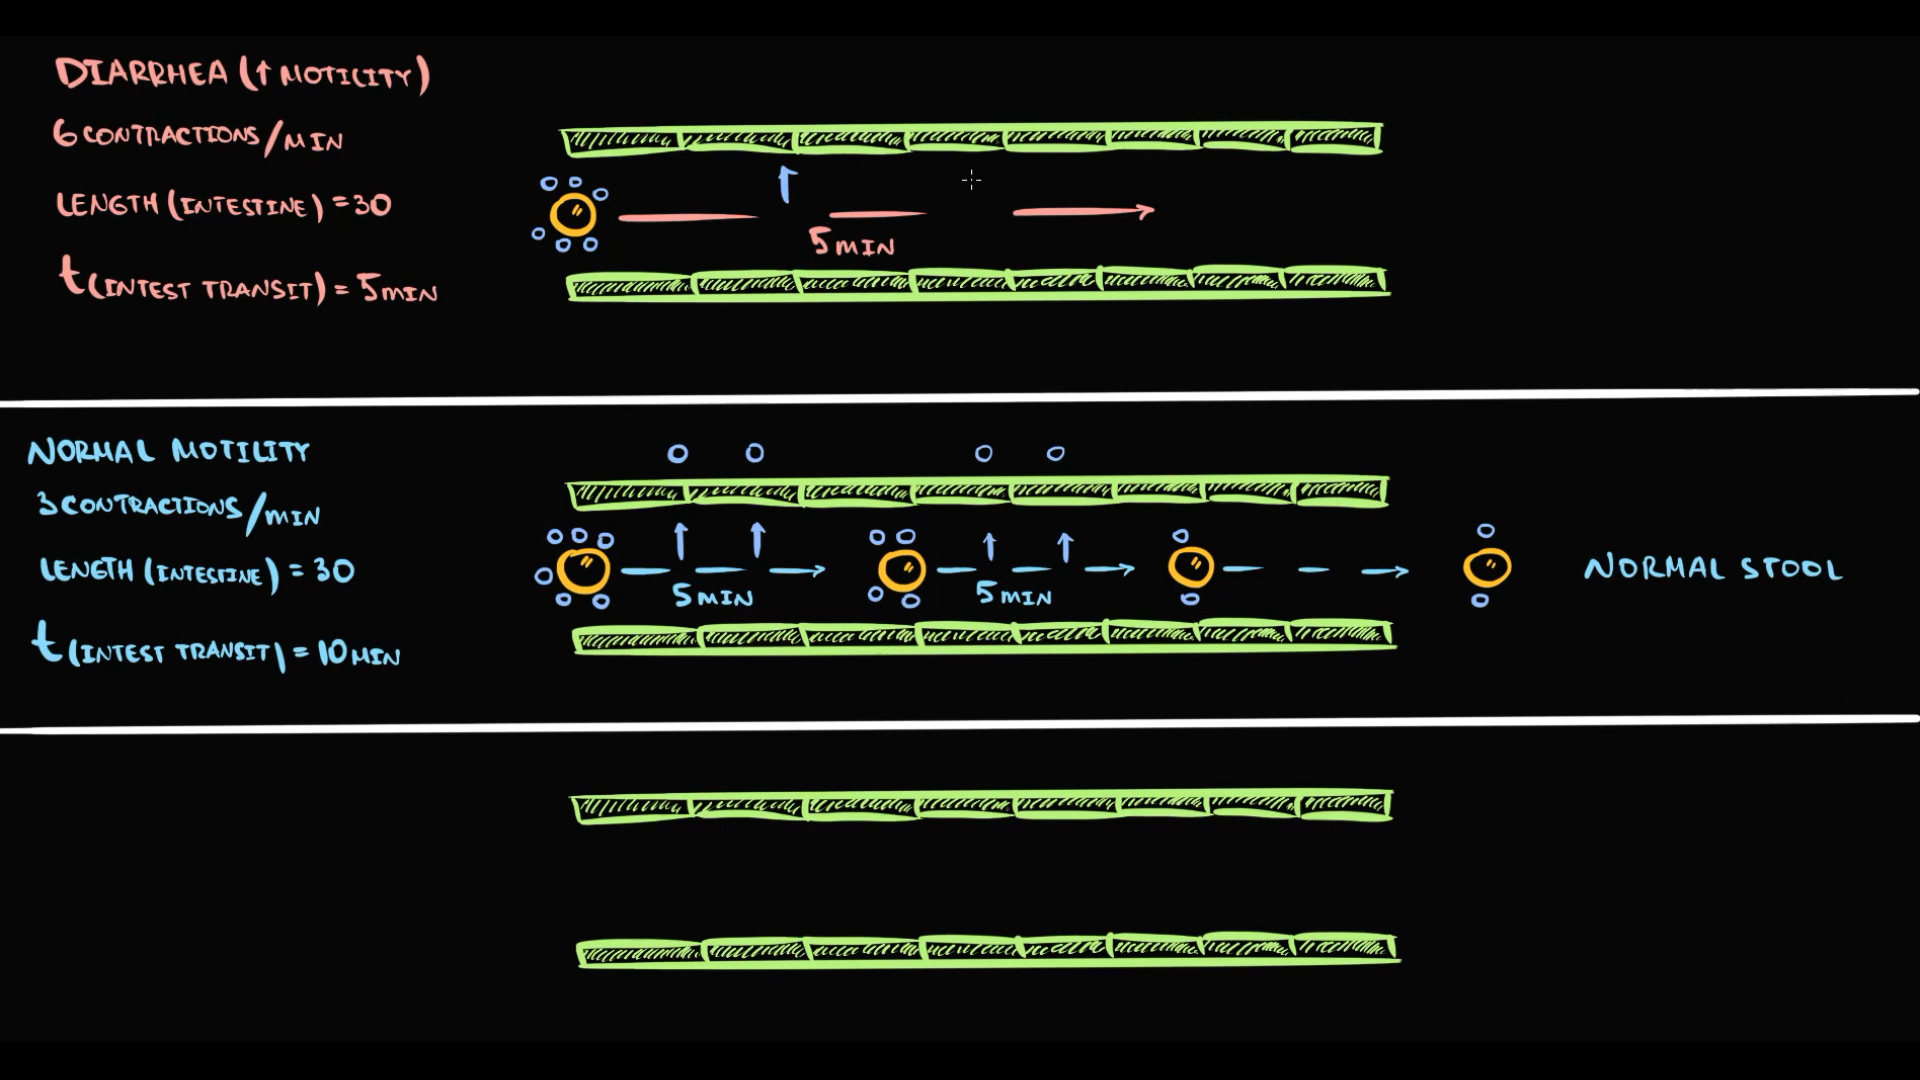 DIARRHEA (↑ MOTILITY)
6 CONTRACTIONS/MIN
LENGTH (INTESTINE) = 30
t(INTEST TRANSIT) = 5 MIN
5 MIN
NORMAL MOTILITY
3 CONTRACTIONS/MIN
LENGTH (INTESTINE) = 30
t(INTEST TRANSIT) = 10 MIN
5 MIN
5 MIN
NORMAL STOOL